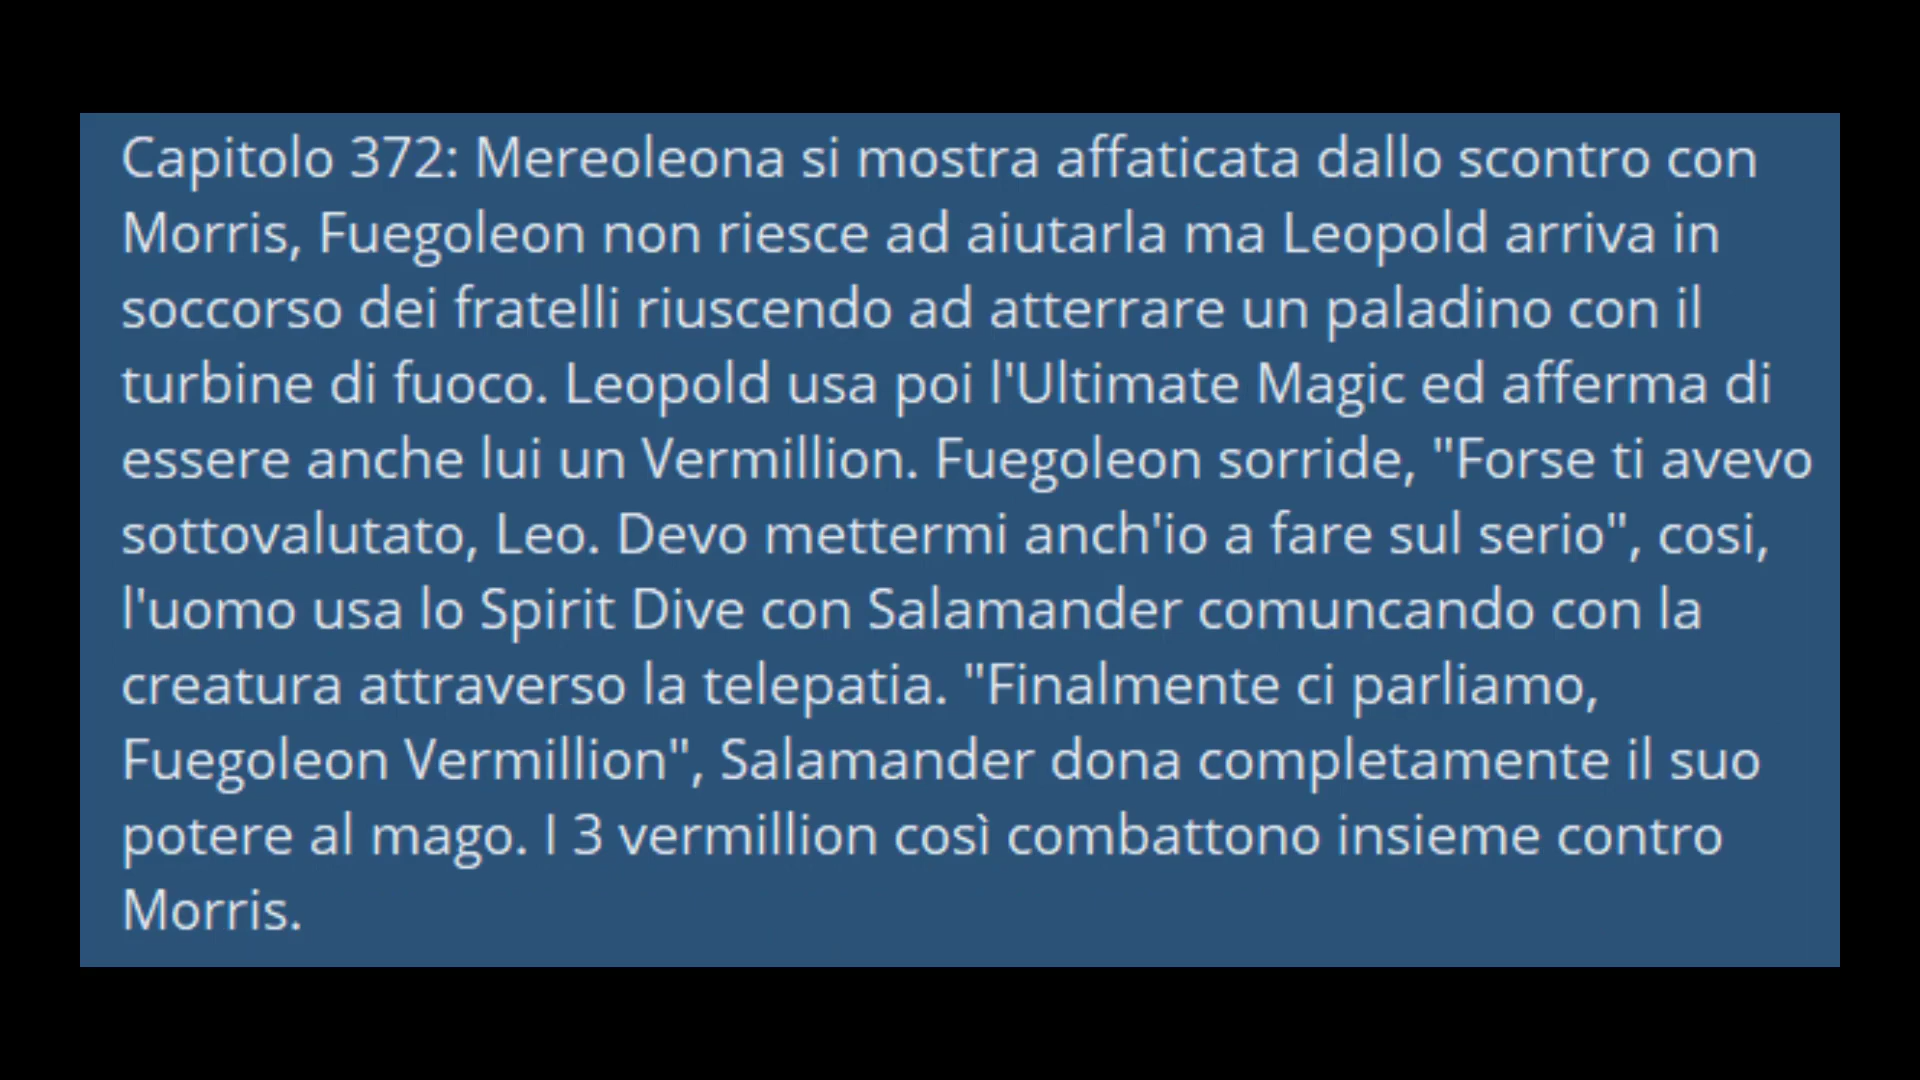 Capitolo 372: Mereoleona si mostra affaticata dallo scontro con
Morris, Fuegoleon non riesce ad aiutarla ma Leopold arriva in
soccorso dei fratelli riuscendo ad atterrare un paladino con il
turbine di fuoco. Leopold usa poi l'Ultimate Magic ed afferma di
essere anche lui un Vermillion. Fuegoleon sorride, "Forse ti avevo
sottovalutato, Leo. Devo mettermi anch'io a fare sul serio", cosi,
l'uomo usa lo Spirit Dive con Salamander comuncando con la
creatura attraverso la telepatia. "Finalmente ci parliamo,
Fuegoleon Vermillion", Salamander dona completamente il suo
potere al mago. I 3 vermillion così combattono insieme contro
Morris.